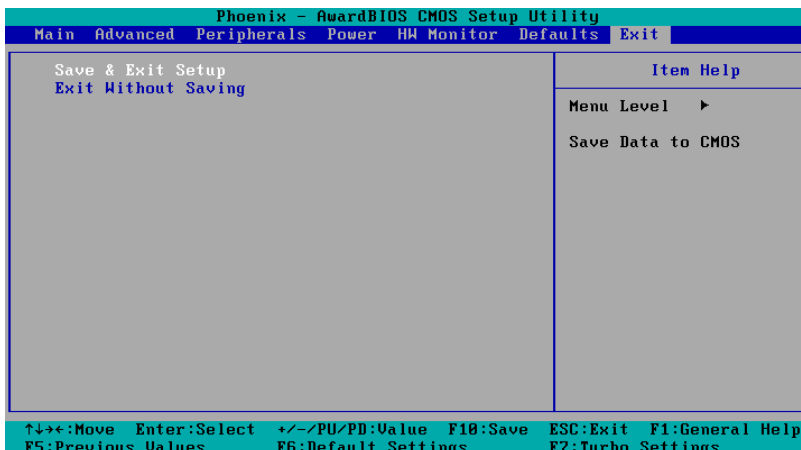 Phoenix - AwardBIOS CMOS Setup Utility
Main Advanced Peripherals Power HW Monitor Defaults Exit
Save & Exit Setup
Exit Without Saving
Item Help
Menu Level ▶
Save Data to CMOS
↑↓→←:Move Enter:Select +/-/PU/PD:Value F10:Save ESC:Exit F1:General Help
F5:Previous Values F6:Default Settings F7:Turbo Settings